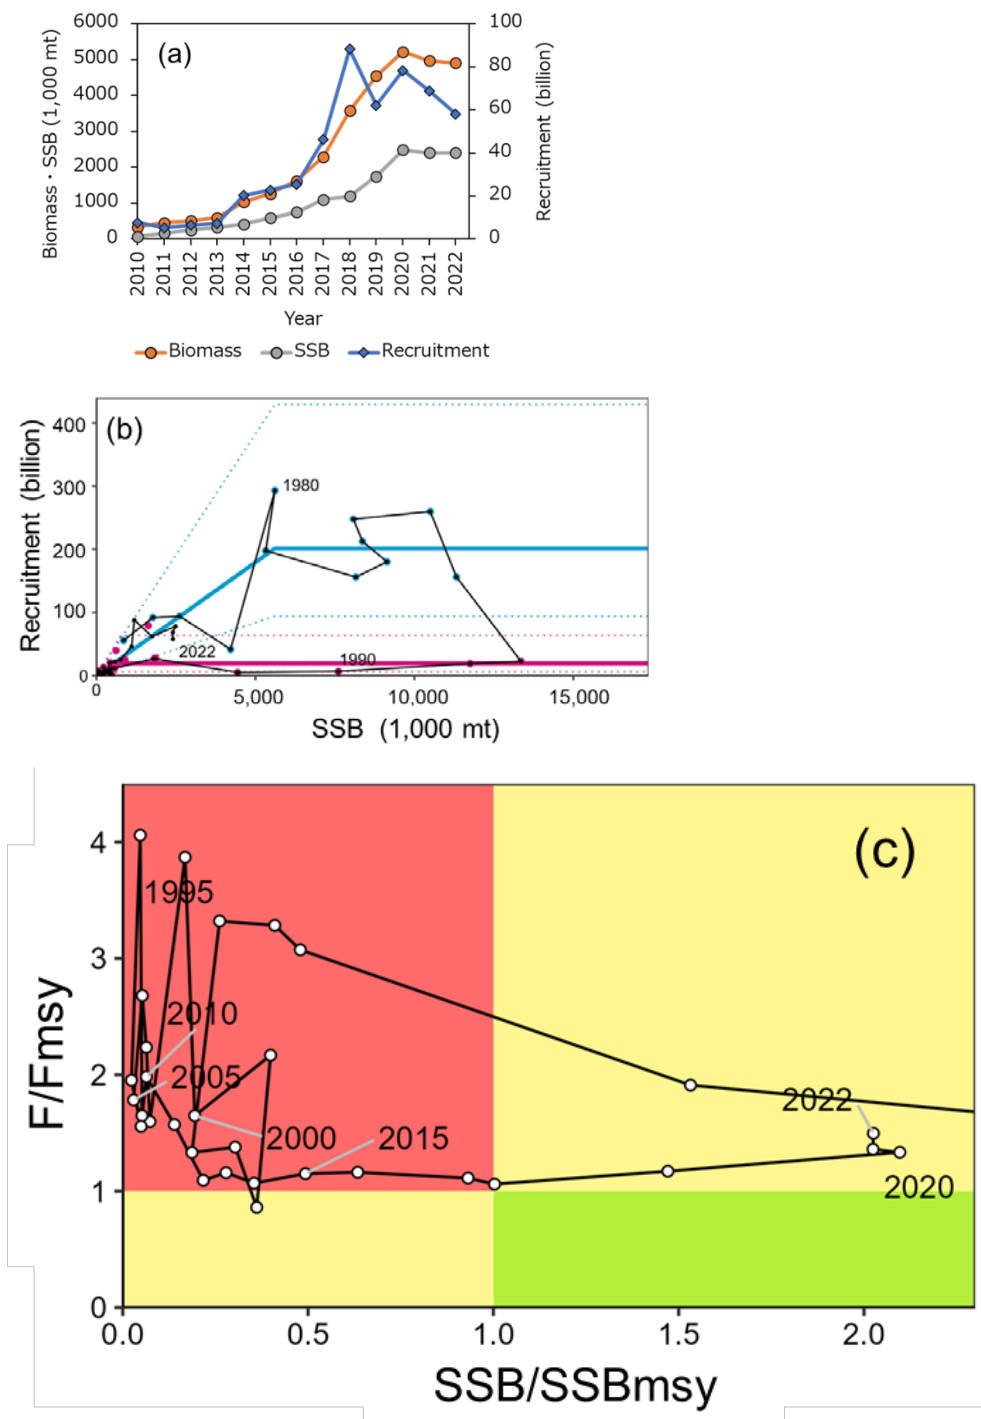 6000
5000
4000
3000
2000
1000
0
Biomass・SSB (1,000 mt)
(a)
100
80
60
40
20
0
Recruitment (billion)
2010 2011 2012 2013 2014 2015 2016 2017 2018 2019 2020 2021 2022
Year
Biomass SSB Recruitment
(b)
400
300
200
100
0
Recruitment (billion)
1980
2022
1990
0 5,000 10,000 15,000
SSB (1,000 mt)
(c)
4
3
2
1
0
F/Fmsy
1995
2010
2005
2000
2015
2022
2020
0.0 0.5 1.0 1.5 2.0
SSB/SSBmsy